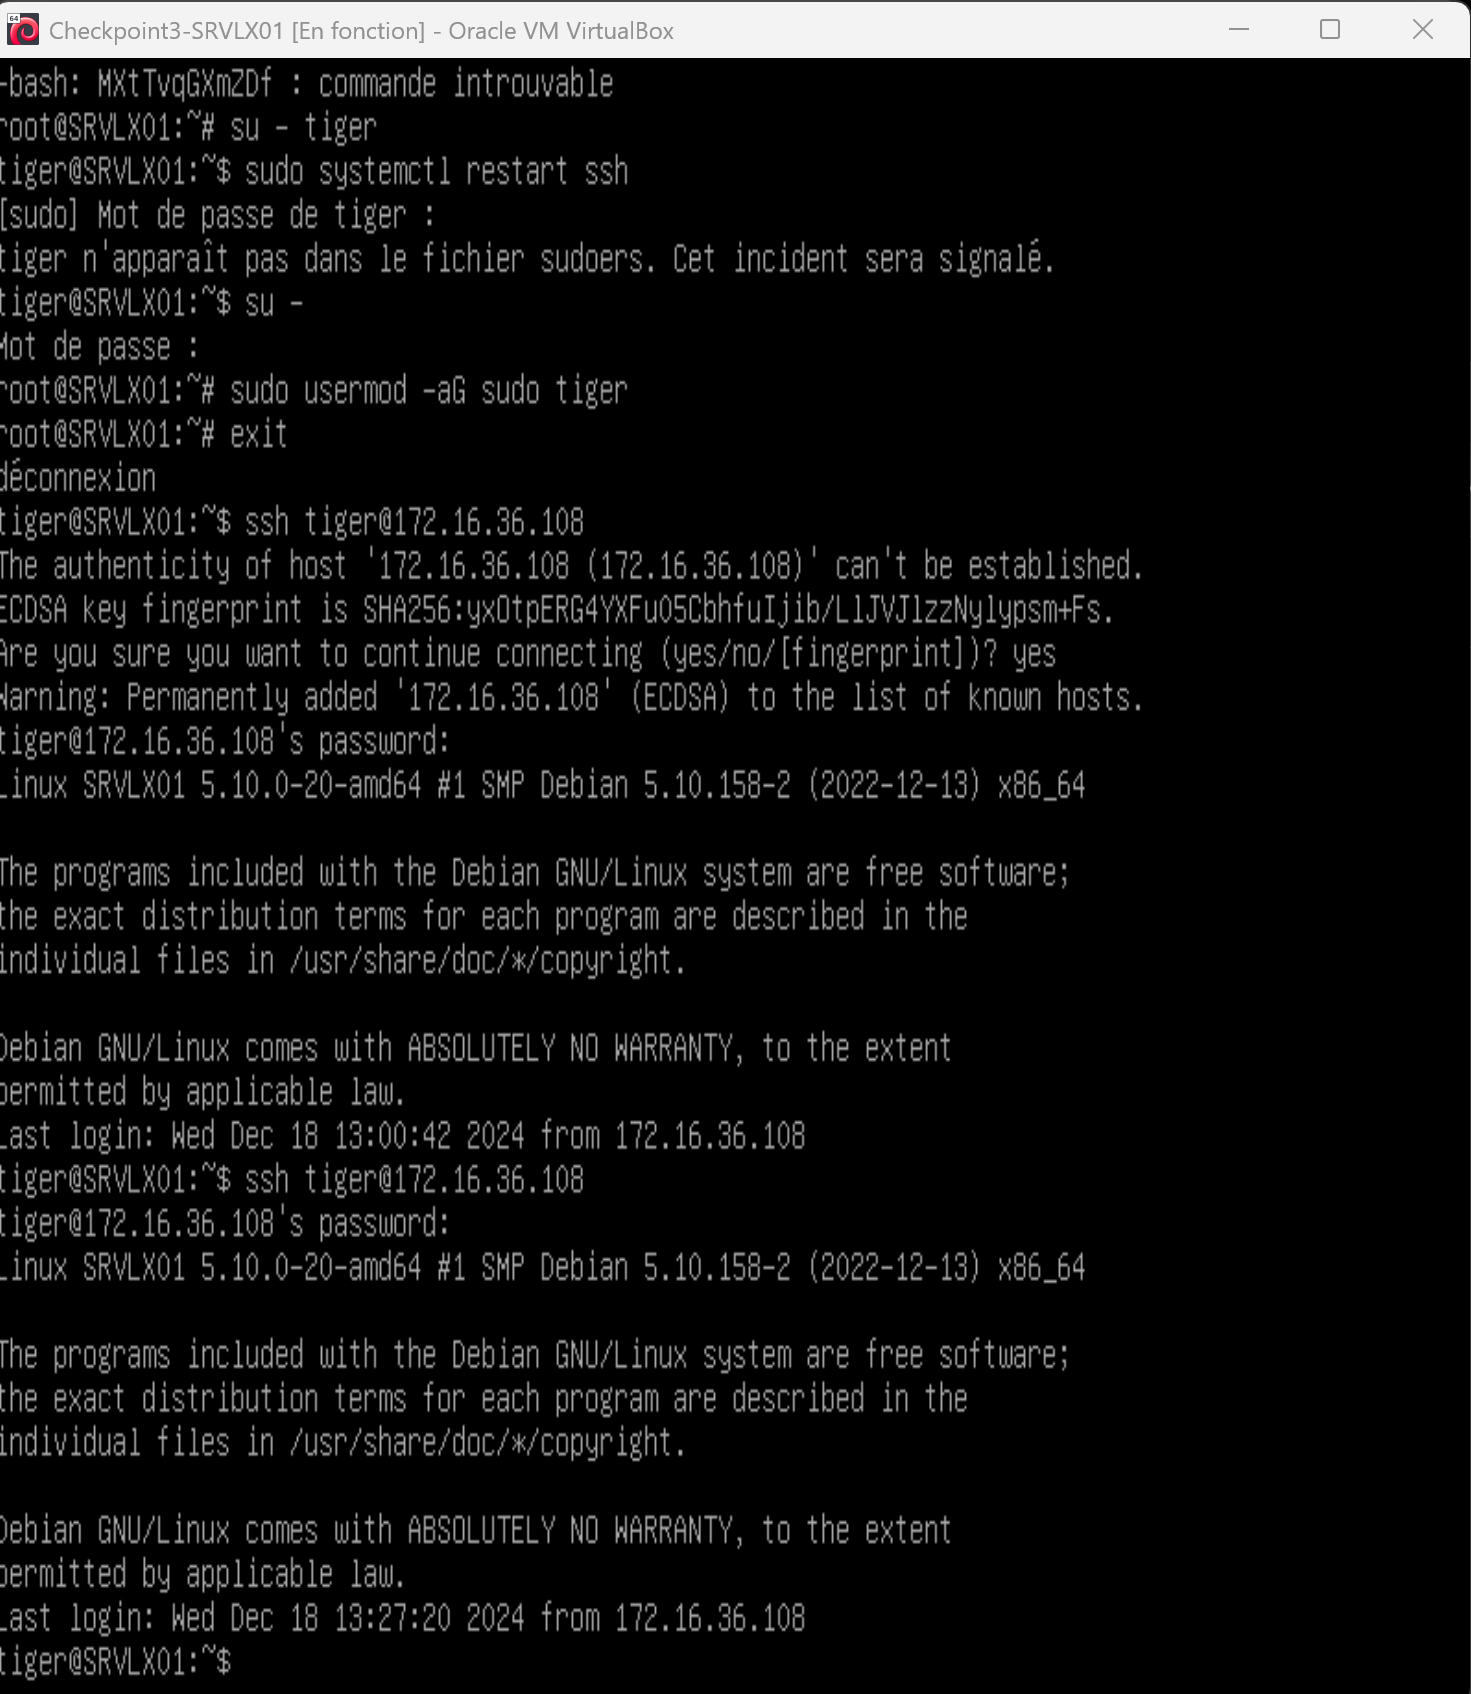 64
Checkpoint3-SRVLX01 [En fonction] - Oracle VM VirtualBox
-bash: MXtTvqGXmZDf : commande introuvable
root@SRVLX01:~# su - tiger
tiger@SRVLX01:~$ sudo systemctl restart ssh
[sudo] Mot de passe de tiger :
tiger n'apparaît pas dans le fichier sudoers. Cet incident sera signalé.
tiger@SRVLX01:~$ su -
Mot de passe :
root@SRVLX01:~# sudo usermod -aG sudo tiger
root@SRVLX01:~# exit
déconnexion
tiger@SRVLX01:~$ ssh tiger@172.16.36.108
The authenticity of host '172.16.36.108 (172.16.36.108)' can't be established.
ECDSA key fingerprint is SHA256:yxOtpERG4YXFu05CbhfuIjib/LlJVJlzzNylypsm+Fs.
Are you sure you want to continue connecting (yes/no/[fingerprint])? yes
Warning: Permanently added '172.16.36.108' (ECDSA) to the list of known hosts.
tiger@172.16.36.108's password:
Linux SRVLX01 5.10.0-20-amd64 #1 SMP Debian 5.10.158-2 (2022-12-13) x86_64
The programs included with the Debian GNU/Linux system are free software;
the exact distribution terms for each program are described in the
individual files in /usr/share/doc/*/copyright.
Debian GNU/Linux comes with ABSOLUTELY NO WARRANTY, to the extent
permitted by applicable law.
Last login: Wed Dec 18 13:00:42 2024 from 172.16.36.108
tiger@SRVLX01:~$ ssh tiger@172.16.36.108
tiger@172.16.36.108's password:
Linux SRVLX01 5.10.0-20-amd64 #1 SMP Debian 5.10.158-2 (2022-12-13) x86_64
The programs included with the Debian GNU/Linux system are free software;
the exact distribution terms for each program are described in the
individual files in /usr/share/doc/*/copyright.
Debian GNU/Linux comes with ABSOLUTELY NO WARRANTY, to the extent
permitted by applicable law.
Last login: Wed Dec 18 13:27:20 2024 from 172.16.36.108
tiger@SRVLX01:~$